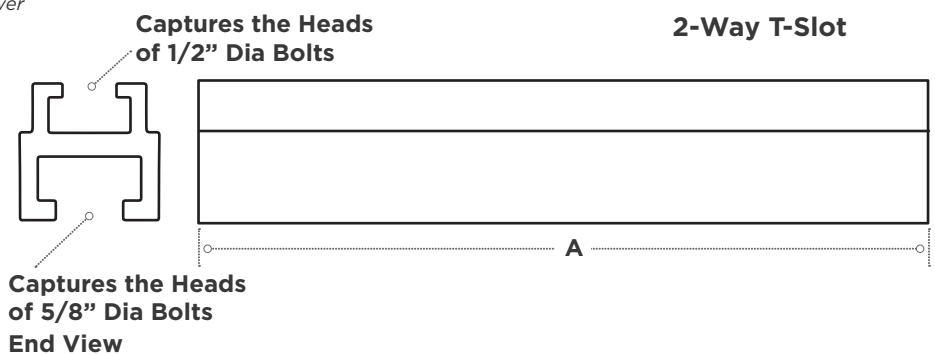 Captures the Heads
of 1/2” Dia Bolts
2-Way T-Slot
A
Captures the Heads
of 5/8” Dia Bolts
End View